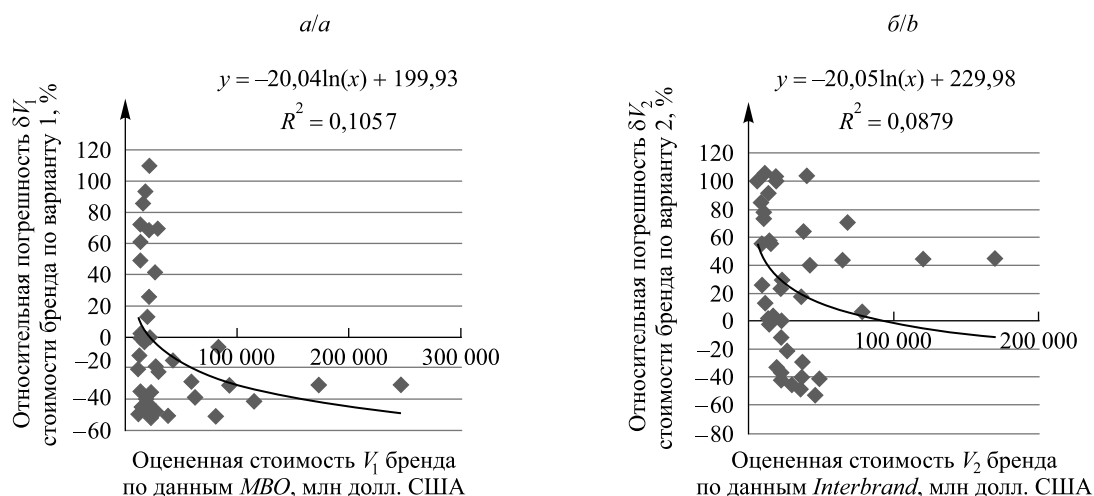 а/a
y = –20,04ln(x) + 199,93
R² = 0,1057
Относительная погрешность δV₁
стоимости бренда по варианту 1, %
120
100
80
60
40
20
0
–20
–40
–60
100 000
200 000
300 000
Оцененная стоимость V₁ бренда
по данным MBO, млн долл. США
б/b
y = –20,05ln(x) + 229,98
R² = 0,0879
Относительная погрешность δV₂
стоимости бренда по варианту 2, %
120
100
80
60
40
20
0
–20
–40
–60
–80
100 000
200 000
Оцененная стоимость V₂ бренда
по данным Interbrand, млн долл. США